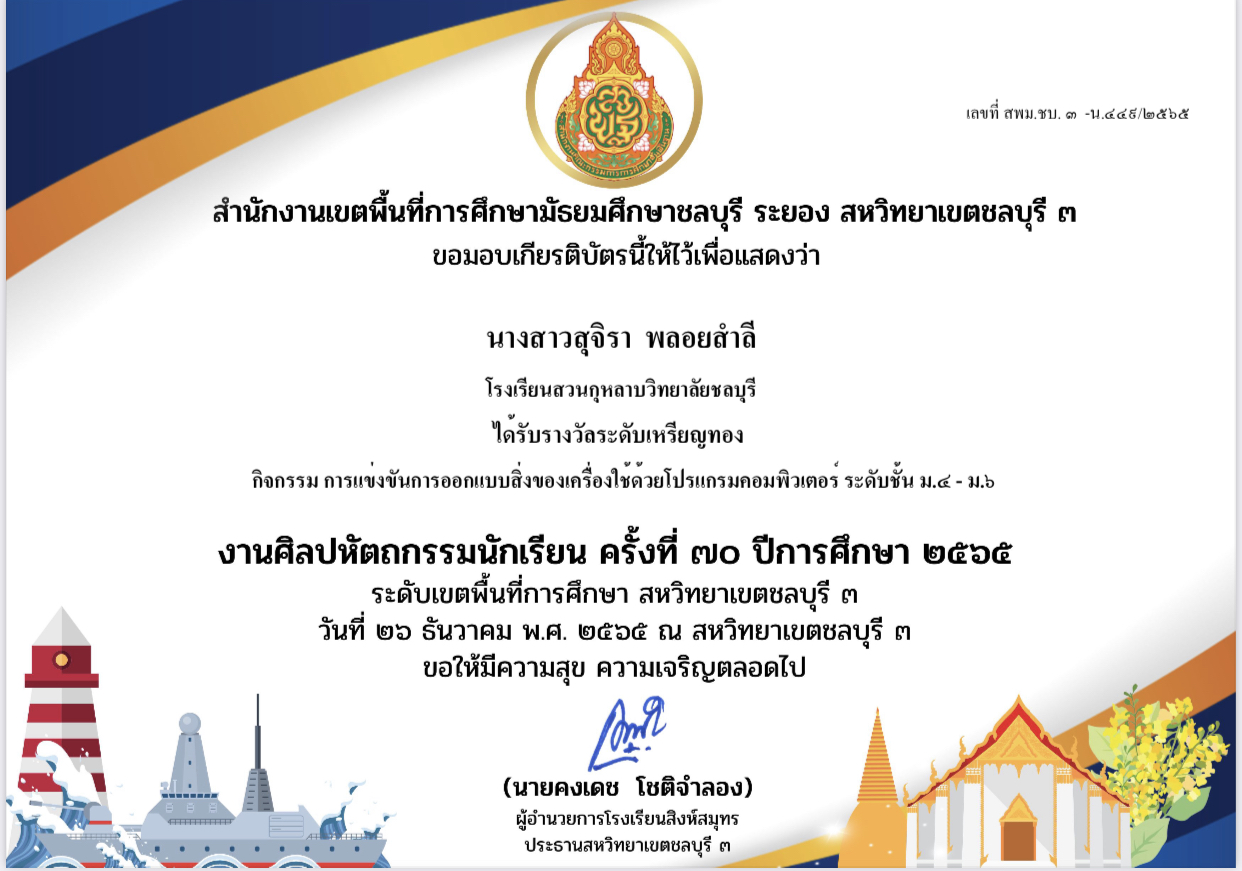 เลขที่ สพม.ชบ. ๓ -น.๔๔๙/๒๕๖๕
สำนักงานเขตพื้นที่การศึกษามัธยมศึกษาชลบุรี ระยอง สหวิทยาเขตชลบุรี ๓
ขอมอบเกียรติบัตรนี้ให้ไว้เพื่อแสดงว่า
นางสาวสุจิรา พลอยสำลี
โรงเรียนสวนกุหลาบวิทยาลัยชลบุรี
ได้รับรางวัลระดับเหรียญทอง
กิจกรรม การแข่งขันการออกแบบสิ่งของเครื่องใช้ด้วยโปรแกรมคอมพิวเตอร์ ระดับชั้น ม.๔ - ม.๖
งานศิลปหัตถกรรมนักเรียน ครั้งที่ ๗๐ ปีการศึกษา ๒๕๖๕
ระดับเขตพื้นที่การศึกษา สหวิทยาเขตชลบุรี ๓
วันที่ ๒๖ ธันวาคม พ.ศ. ๒๕๖๕ ณ สหวิทยาเขตชลบุรี ๓
ขอให้มีความสุข ความเจริญตลอดไป
(นายคงเดช โชติจำลอง)
ผู้อำนวยการโรงเรียนสิงห์สมุทร
ประธานสหวิทยาเขตชลบุรี ๓